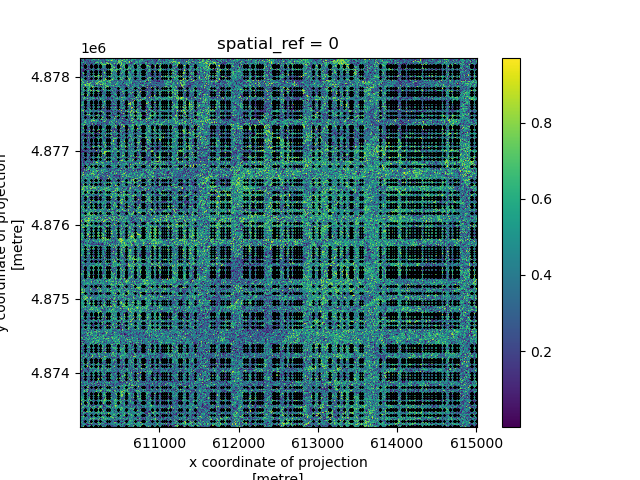 spatial_ref = 0
1e6
4.878
4.877
4.876
4.875
4.874
y coordinate of projection
[metre]
611000 612000 613000 614000 615000
x coordinate of projection
[metre]
0.8
0.6
0.4
0.2